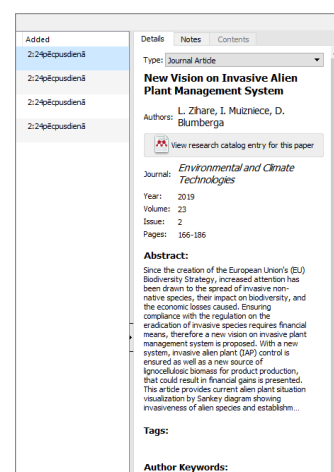 Added
2:24pēcpusdienā
2:24pēcpusdienā
2:24pēcpusdienā
2:24pēcpusdienā
Details Notes Contents
Type: Journal Article
New Vision on Invasive Alien
Plant Management System
Authors: L. Zihare, I. Muizniece, D.
Blumberga
View research catalog entry for this paper
Journal: Environmental and Climate
Technologies
Year: 2019
Volume: 23
Issue: 2
Pages: 166-186
Abstract:
Since the creation of the European Union's (EU)
Biodiversity Strategy, increased attention has
been drawn to the spread of invasive non-
native species, their impact on biodiversity, and
the economic losses caused. Ensuring
compliance with the regulation on the
eradication of invasive species requires financial
means, therefore a new vision on invasive plant
management system is proposed. With a new
system, invasive alien plant (IAP) control is
ensured as well as a new source of
lignocellulosic biomass for product production,
that could result in financial gains is presented.
This article provides current alien plant situation
visualization by Sankey diagram showing
invasiveness of alien species and establishm...
Tags:
Author Keywords: